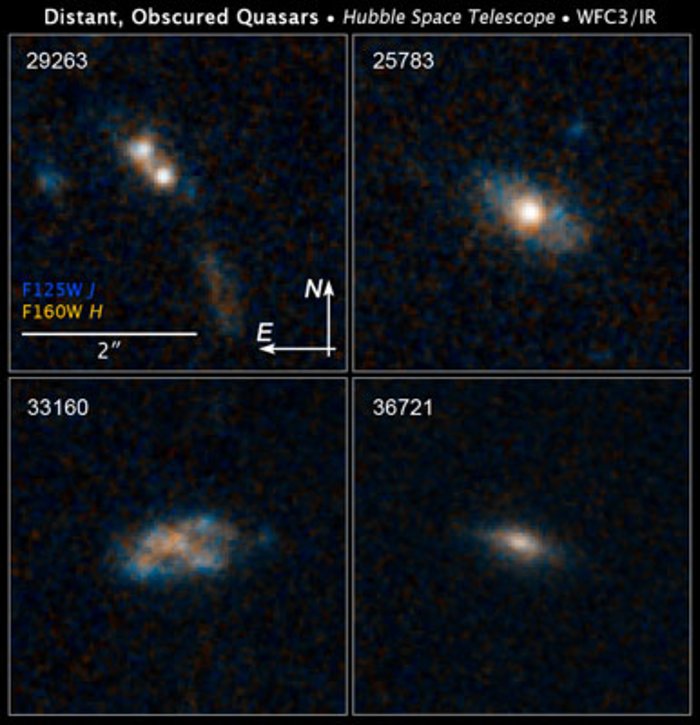 Distant, Obscured Quasars • Hubble Space Telescope • WFC3/IR
29263
25783
F125W J
F160W H
2″
N
E
33160
36721